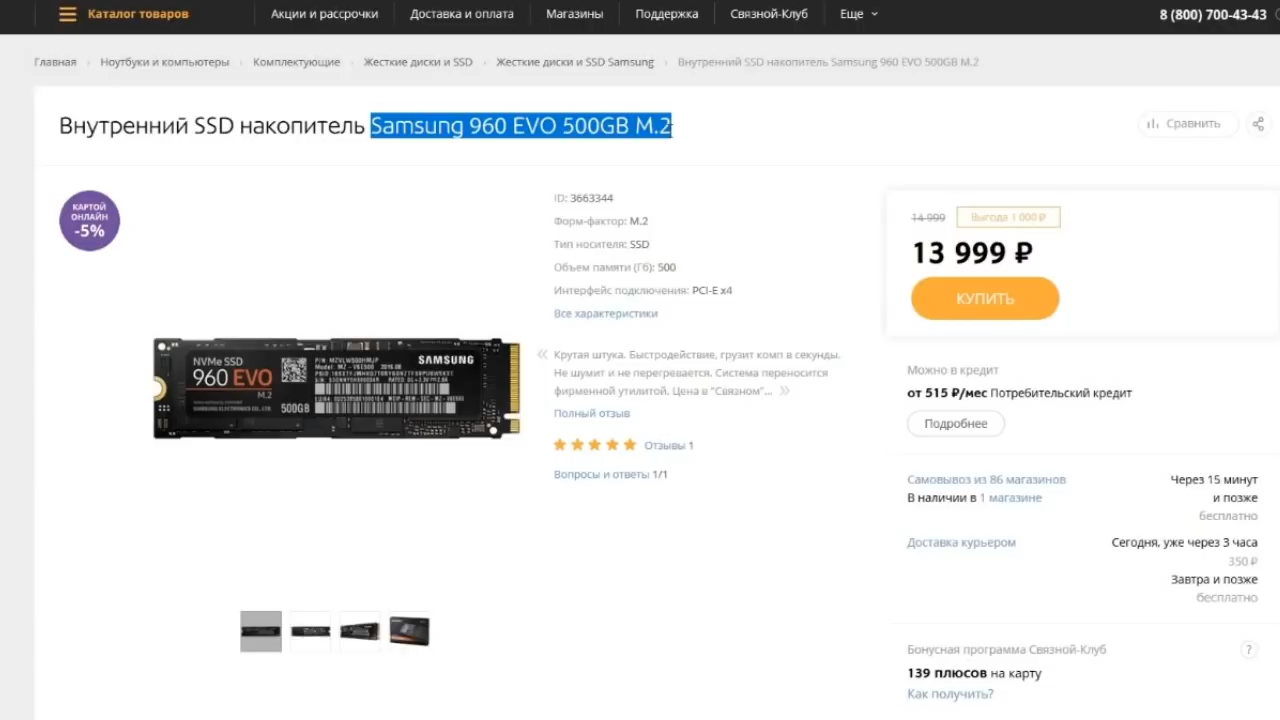 Каталог товаров
Акции и рассрочки
Доставка и оплата
Магазины
Поддержка
Связной-Клуб
Еще
8 (800) 700-43-43
Главная › Ноутбуки и компьютеры › Комплектующие › Жесткие диски и SSD › Жесткие диски и SSD Samsung › Внутренний SSD накопитель Samsung 960 EVO 500GB M.2
Внутренний SSD накопитель Samsung 960 EVO 500GB M.2
Сравнить
КАРТОЙ
ОНЛАЙН
-5%
NVMe SSD
960 EVO
M.2
SAMSUNG ELECTRONICS CO., LTD.
500GB
SAMSUNG
ID: 3663344
Форм-фактор: M.2
Тип носителя: SSD
Объем памяти (Гб): 500
Интерфейс подключения: PCI-E x4
Все характеристики
« Крутая штука. Быстродействие, грузит комп в секунды.
Не шумит и не перегревается. Система переносится
фирменной утилитой. Цена в "Связном"... »
Полный отзыв
Отзывы 1
Вопросы и ответы 1/1
14 999
Выгода 1 000 ₽
13 999 ₽
КУПИТЬ
Можно в кредит
от 515 ₽/мес Потребительский кредит
Подробнее
Самовывоз из 86 магазинов
В наличии в 1 магазине
Через 15 минут
и позже
бесплатно
Доставка курьером
Сегодня, уже через 3 часа
350 ₽
Завтра и позже
бесплатно
Бонусная программа Связной-Клуб
?
139 плюсов на карту
Как получить?